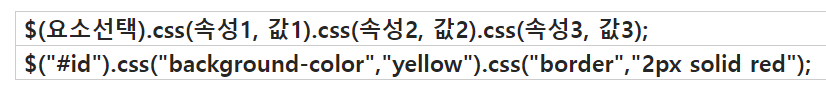 $(요소선택).css(속성1, 값1).css(속성2, 값2).css(속성3, 값3);
$("#id").css("background-color","yellow").css("border","2px solid red");